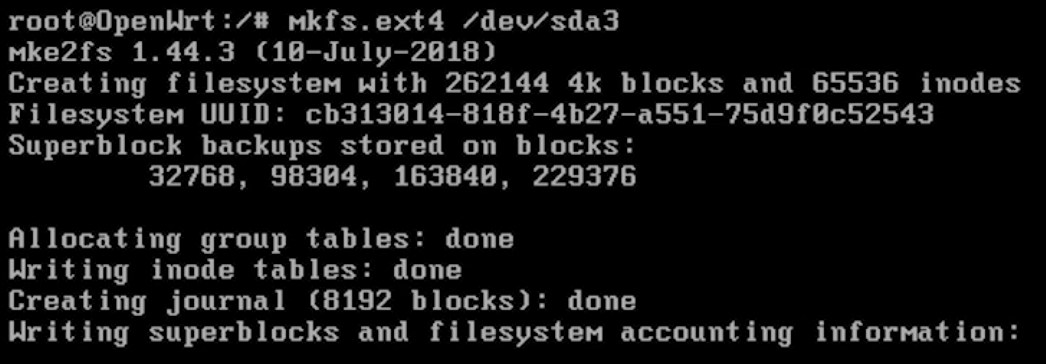 root@OpenWrt:/# mkfs.ext4 /dev/sda3
mke2fs 1.44.3 (10-July-2018)
Creating filesystem with 262144 4k blocks and 65536 inodes
Filesystem UUID: cb313014-818f-4b27-a551-75d9f0c52543
Superblock backups stored on blocks:
        32768, 98304, 163840, 229376

Allocating group tables: done
Writing inode tables: done
Creating journal (8192 blocks): done
Writing superblocks and filesystem accounting information: